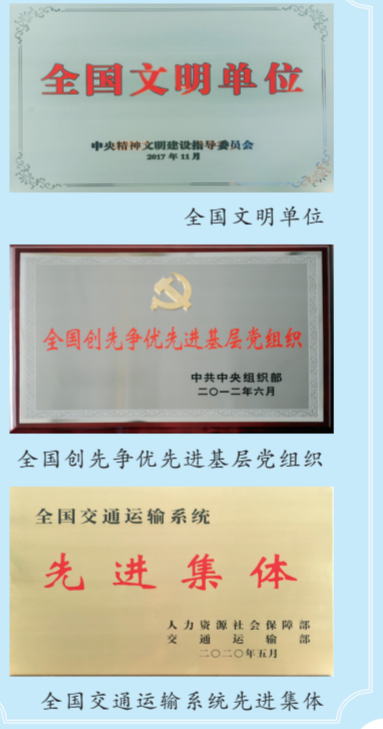 全国文明单位
中央精神文明建设指导委员会
2017年11月
全国文明单位
全国创先争优先进基层党组织
中共中央组织部
二〇一二年六月
全国创先争优先进基层党组织
全国交通运输系统
先进集体
人力资源社会保障部
交通运输部
二〇二〇年五月
全国交通运输系统先进集体